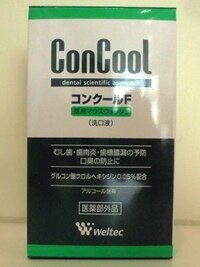 ConCool
dental scientific approach
コンクールF
薬用マウスウォッシュ
(洗口液)
むし歯・歯肉炎・歯槽膿漏の予防
口臭の防止に
グルコン酸クロルヘキシジン0.05%配合
アルコール含有
医薬部外品
Weltec